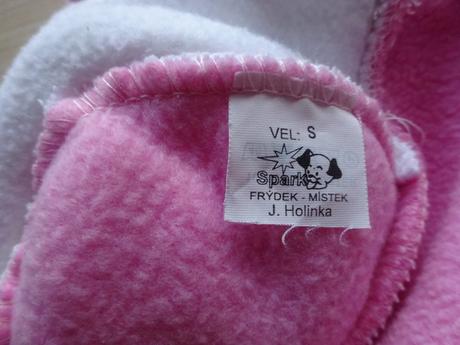 VEL: S
Spark
FRÝDEK - MÍSTEK
J. Holinka